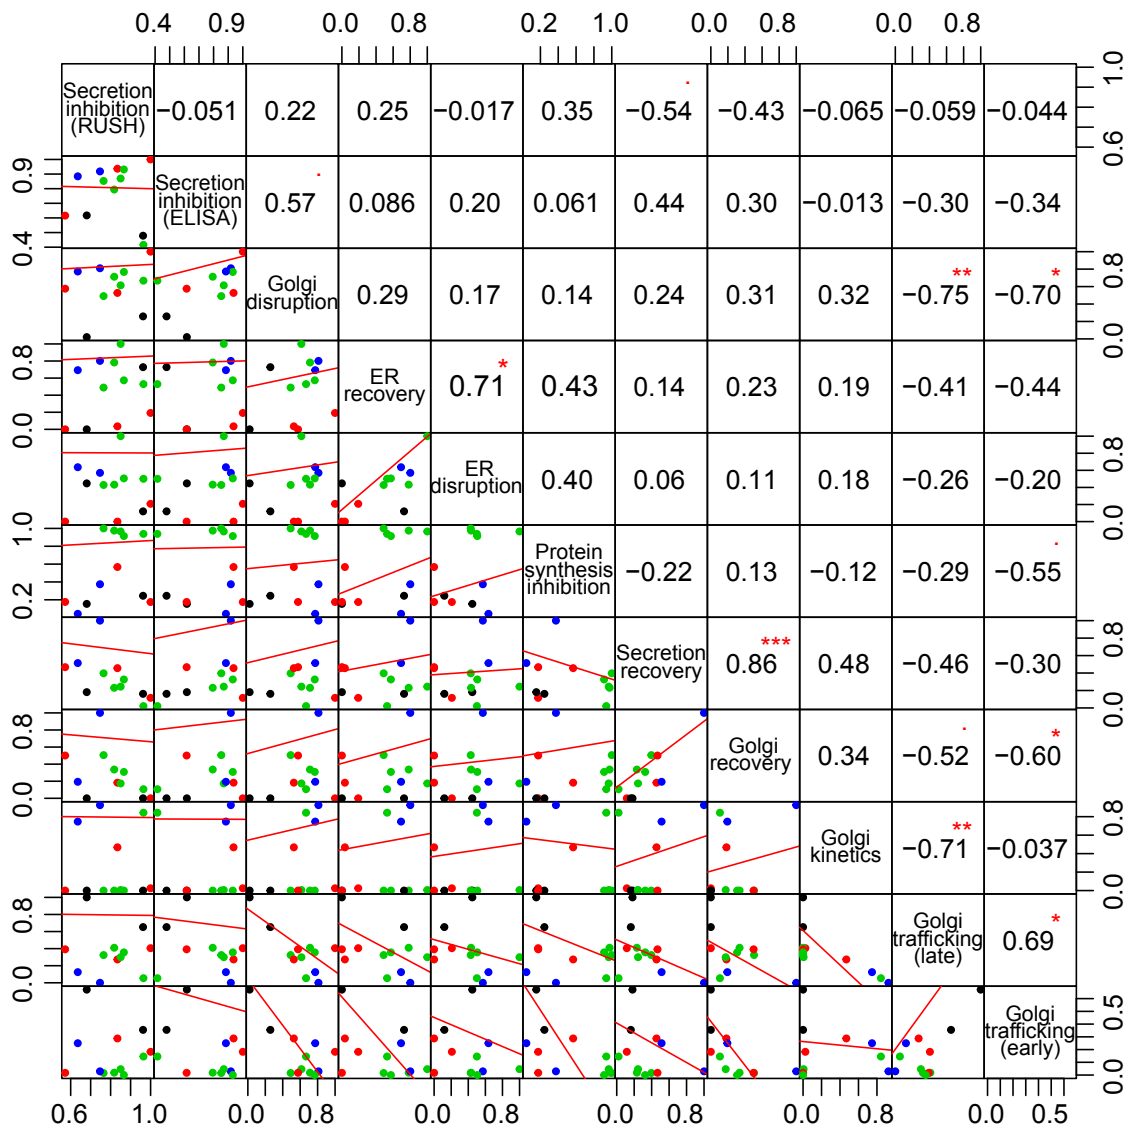 0.4 0.9 0.0 0.8 0.2 1.0 0.0 0.8 0.0 0.8
Secretion
inhibition
(RUSH)
−0.051 0.22 0.25 −0.017 0.35 −0.54 . −0.43 −0.065 −0.059 −0.044
0.6 1.0
0.4 0.9
Secretion
inhibition
(ELISA)
0.57 . 0.086 0.20 0.061 0.44 0.30 −0.013 −0.30 −0.34
Golgi
disruption
0.29 0.17 0.14 0.24 0.31 0.32 −0.75 ** −0.70 *
0.0 0.8
0.0 0.8
ER
recovery
0.71 * 0.43 0.14 0.23 0.19 −0.41 −0.44
ER
disruption
0.40 0.06 0.11 0.18 −0.26 −0.20
0.0 0.8
0.2 1.0
Protein
synthesis
inhibition
−0.22 0.13 −0.12 −0.29 −0.55 .
Secretion
recovery
0.86 *** 0.48 −0.46 −0.30
0.0 0.8
0.0 0.8
Golgi
recovery
0.34 −0.52 . −0.60 *
Golgi
kinetics
−0.71 ** −0.037
0.0 0.8
0.0 0.8
Golgi
trafficking
(late)
0.69 *
Golgi
trafficking
(early)
0.0 0.5
0.6 1.0 0.0 0.8 0.0 0.8 0.0 0.8 0.0 0.8 0.0 0.5